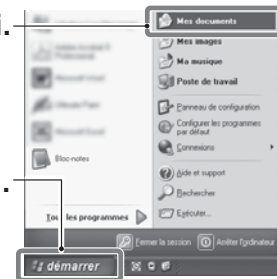 Mes documents
Mes images
Ma musique
Poste de travail
Panneau de configuration
Configurer les programmes
par défaut
Connexions
Aide et support
Rechercher
Exécuter...
Bloc-notes
Tous les programmes
Fermer la session
Arrêter l'ordinateur
démarrer